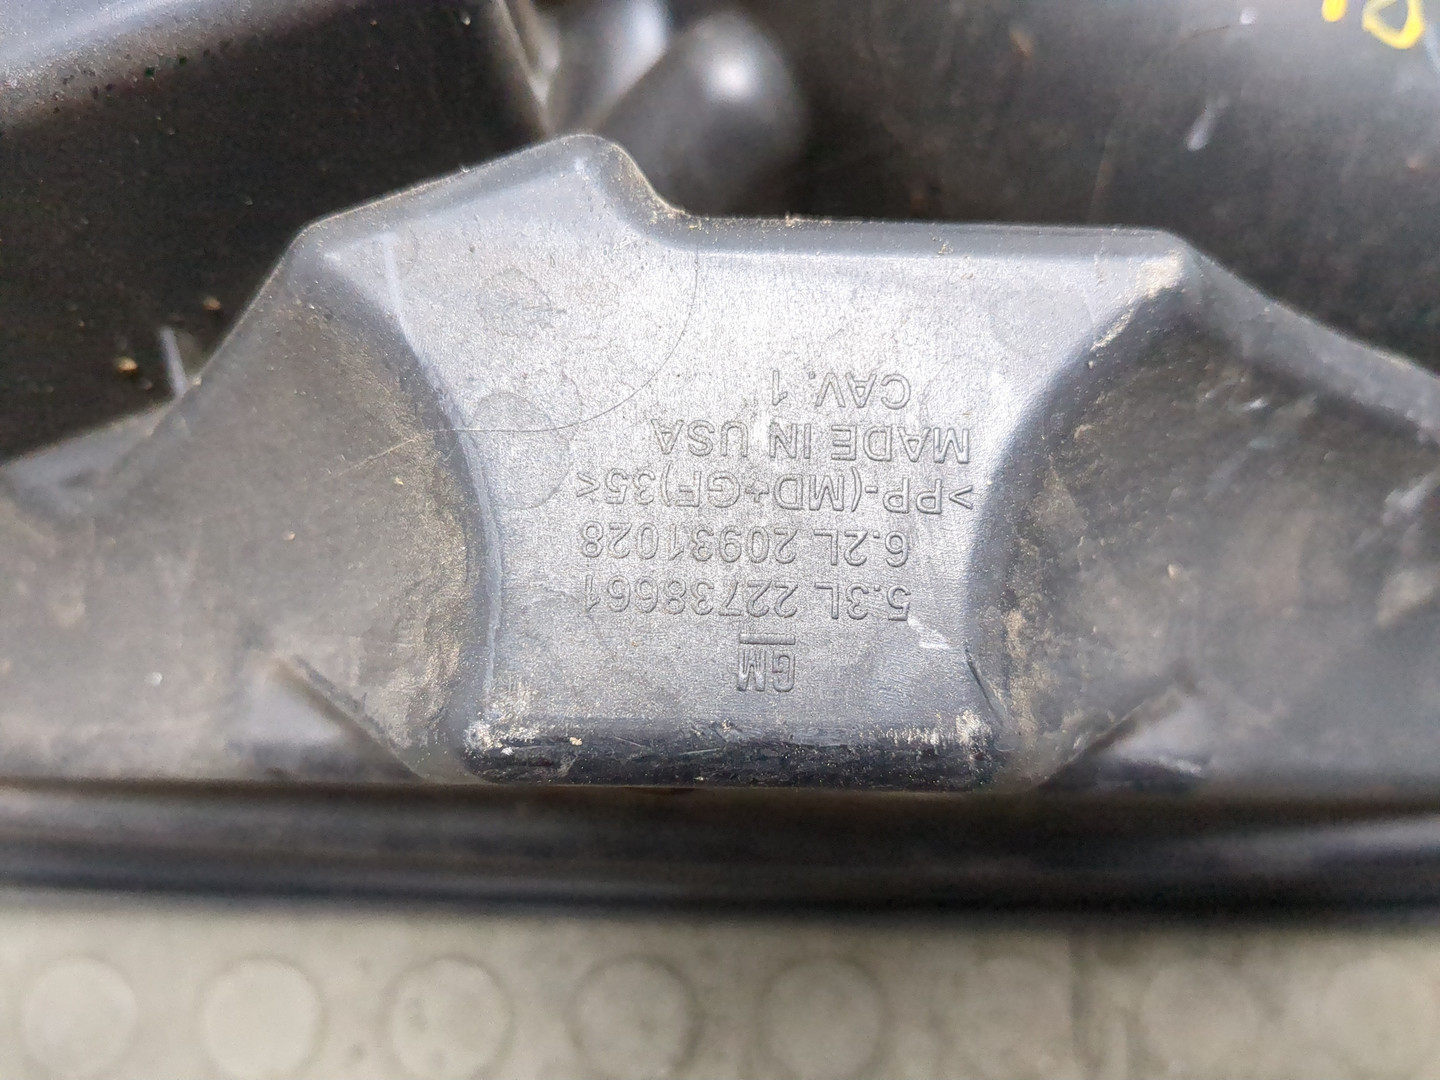 GM
5.3L 22738661
6.2L 20931028
>PP-(MD+GF)35<
MADE IN USA
CAV. 1